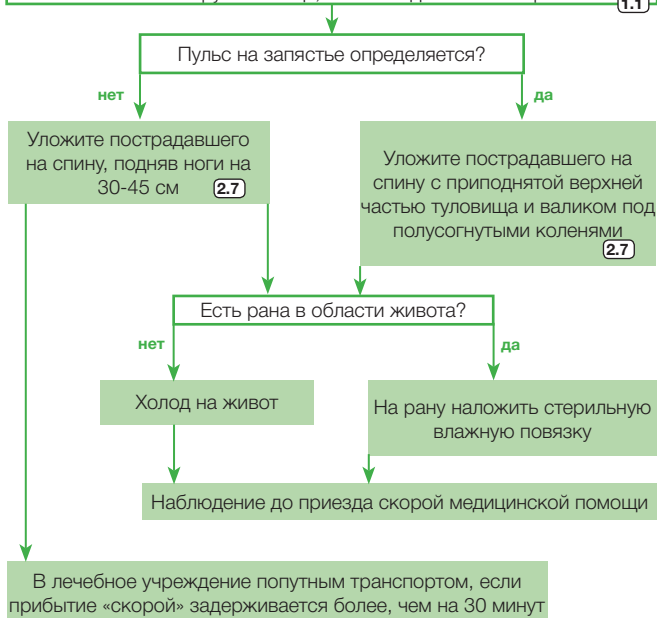 1.1
Пульс на запястье определяется?
нет
да
Уложите пострадавшего
на спину, подняв ноги на
30-45 см 2.7
Уложите пострадавшего на
спину с приподнятой верхней
частью туловища и валиком под
полусогнутыми коленями
2.7
Есть рана в области живота?
нет
да
Холод на живот
На рану наложить стерильную
влажную повязку
Наблюдение до приезда скорой медицинской помощи
В лечебное учреждение попутным транспортом, если
прибытие «скорой» задерживается более, чем на 30 минут